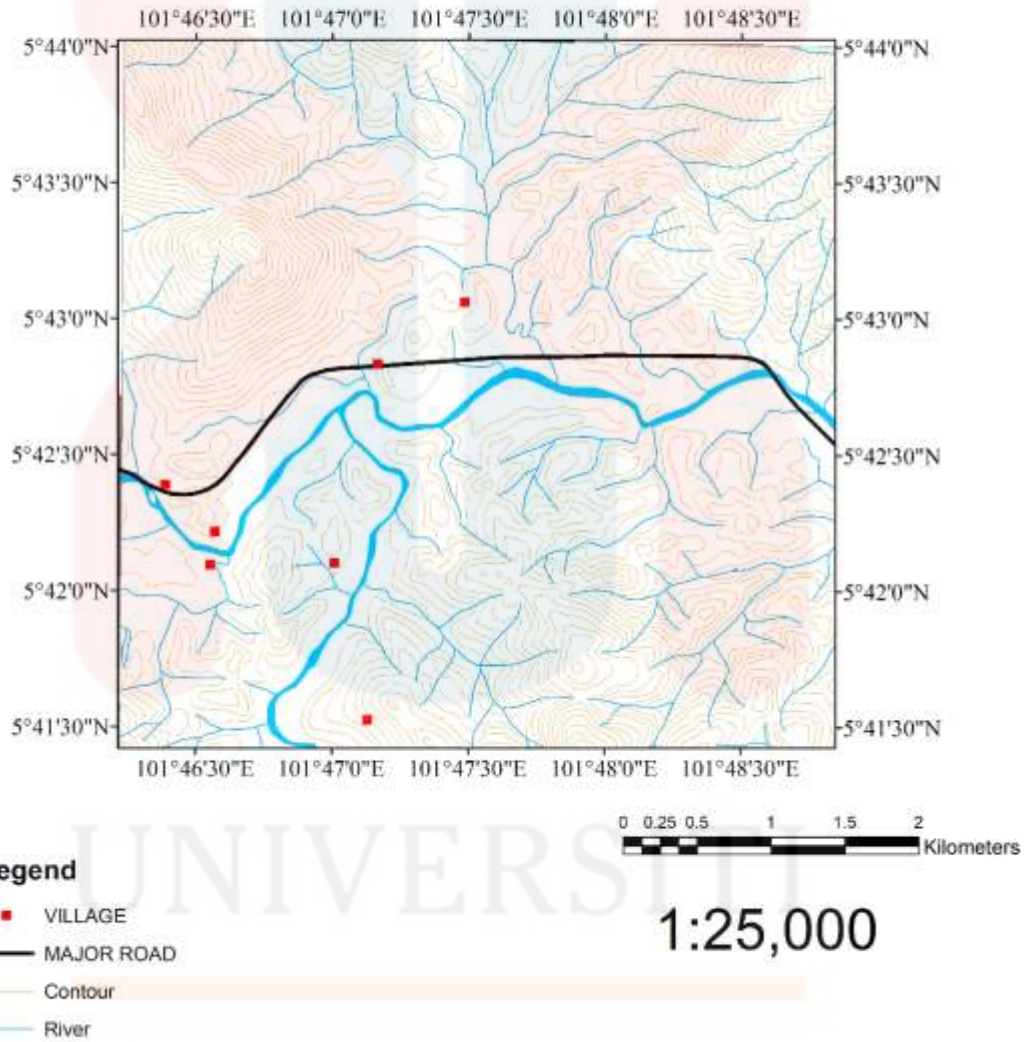 101°46'30"E 101°47'0"E 101°47'30"E 101°48'0"E 101°48'30"E
5°44'0"N 5°44'0"N
5°43'30"N 5°43'30"N
5°43'0"N 5°43'0"N
5°42'30"N 5°42'30"N
5°42'0"N 5°42'0"N
5°41'30"N 5°41'30"N
101°46'30"E 101°47'0"E 101°47'30"E 101°48'0"E 101°48'30"E
0 0.25 0.5 1 1.5 2
Kilometers
UNIVERSITI
egend
VILLAGE
1:25,000
MAJOR ROAD
Contour
River